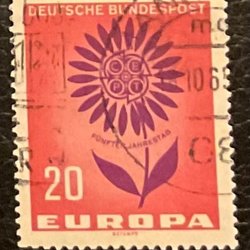 DEUTSCHE BUNDESPOST
CEPT
FÜNFTER JAHRESTAG
20
EUROPA